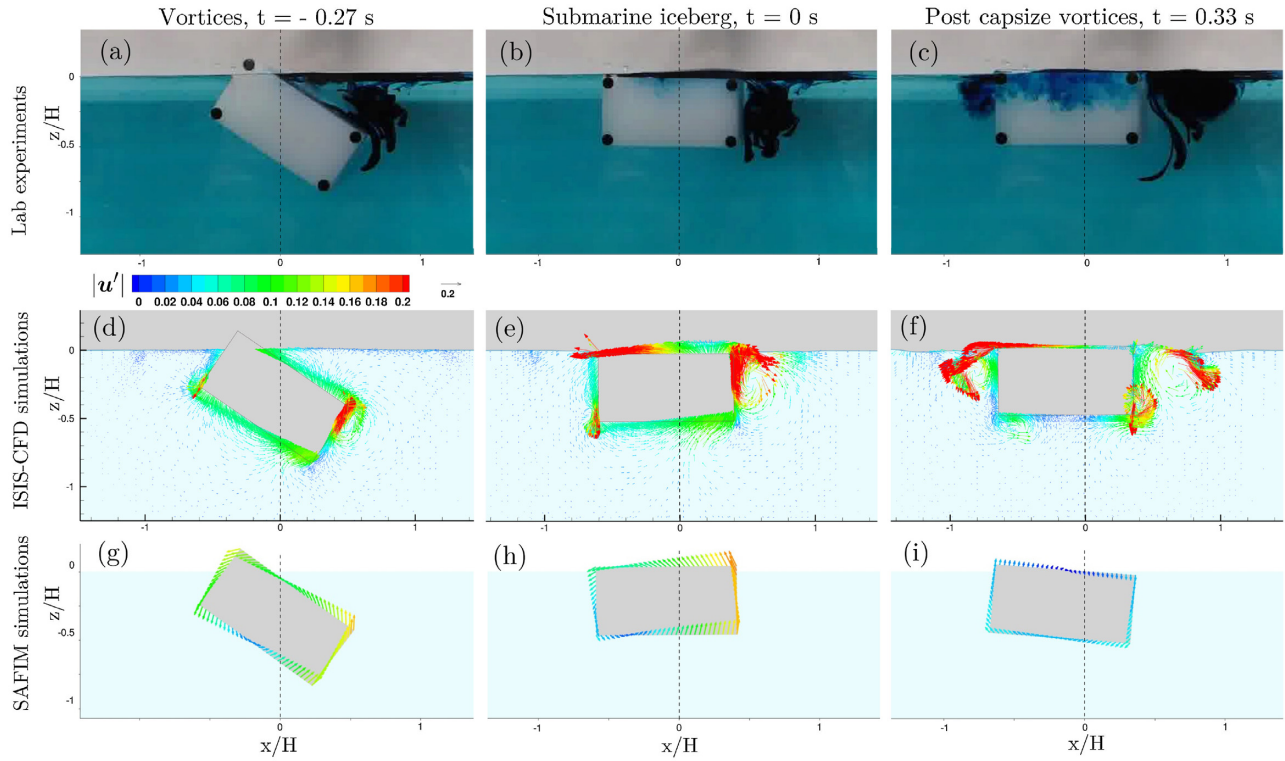 Vortices, t = - 0.27 s
Submarine iceberg, t = 0 s
Post capsize vortices, t = 0.33 s
Lab experiments
z/H
(a)
(b)
(c)
0
-0.5
-1
-1 0 1
-1 0 1
-1 0 1
|u′|
0 0.02 0.04 0.06 0.08 0.1 0.12 0.14 0.16 0.18 0.2
0.2
ISIS-CFD simulations
z/H
(d)
(e)
(f)
0
-0.5
-1
-1 0 1
-1 0 1
-1 0 1
SAFIM simulations
z/H
(g)
(h)
(i)
0
-0.5
-1
0 1
0 1
-1 0 1
x/H
x/H
x/H